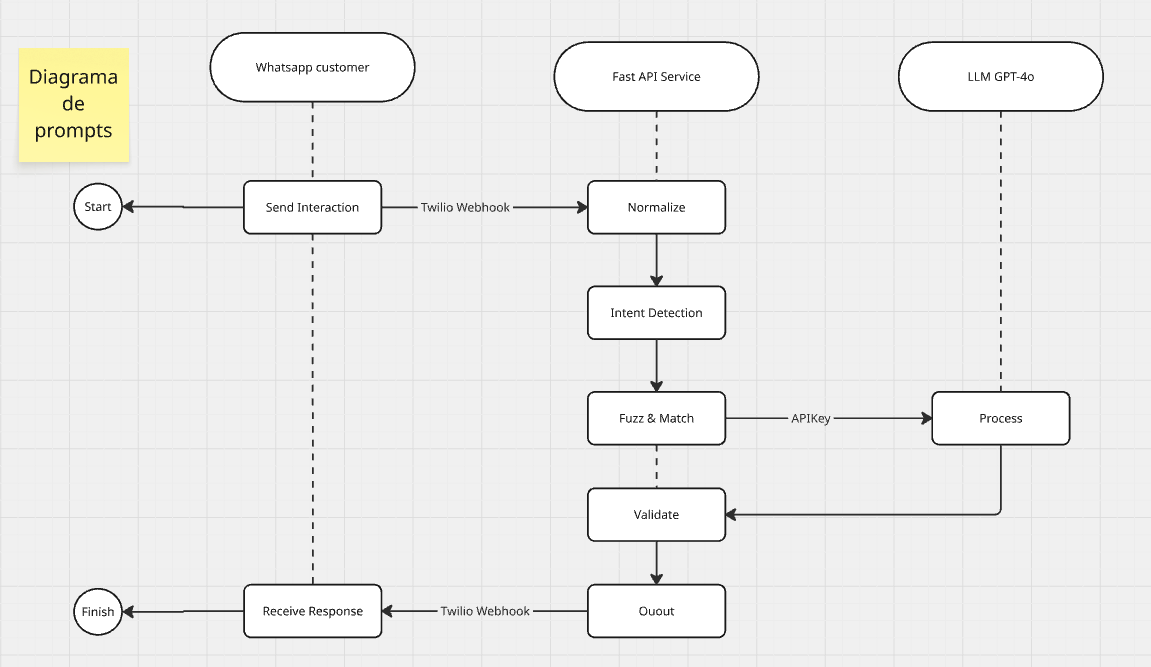 Diagrama
de
prompts
Whatsapp customer
Fast API Service
LLM GPT-4o
Start
Send Interaction
Twilio Webhook
Normalize
Intent Detection
Fuzz & Match
APIKey
Process
Validate
Finish
Receive Response
Twilio Webhook
Ouout